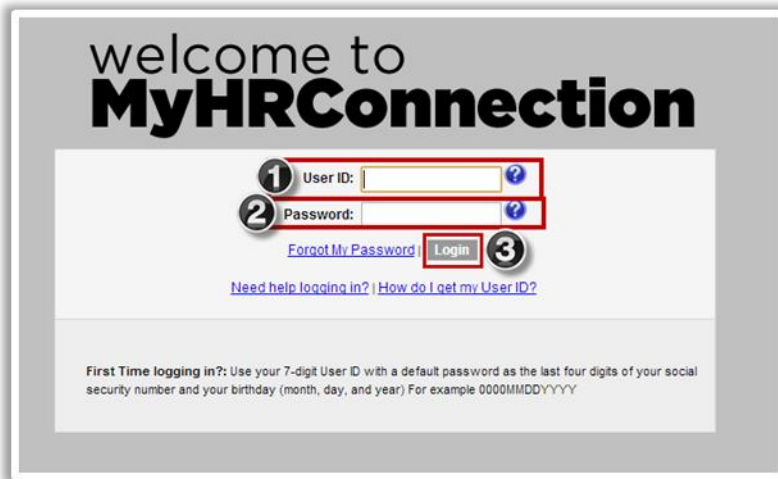 welcome to
MyHRConnection
1 User ID: ?
2 Password: ?
Forgot My Password | Login 3
Need help logging in? | How do I get my User ID?
First Time logging in?: Use your 7-digit User ID with a default password as the last four digits of your social
security number and your birthday (month, day, and year) For example 0000MMDDYYYY